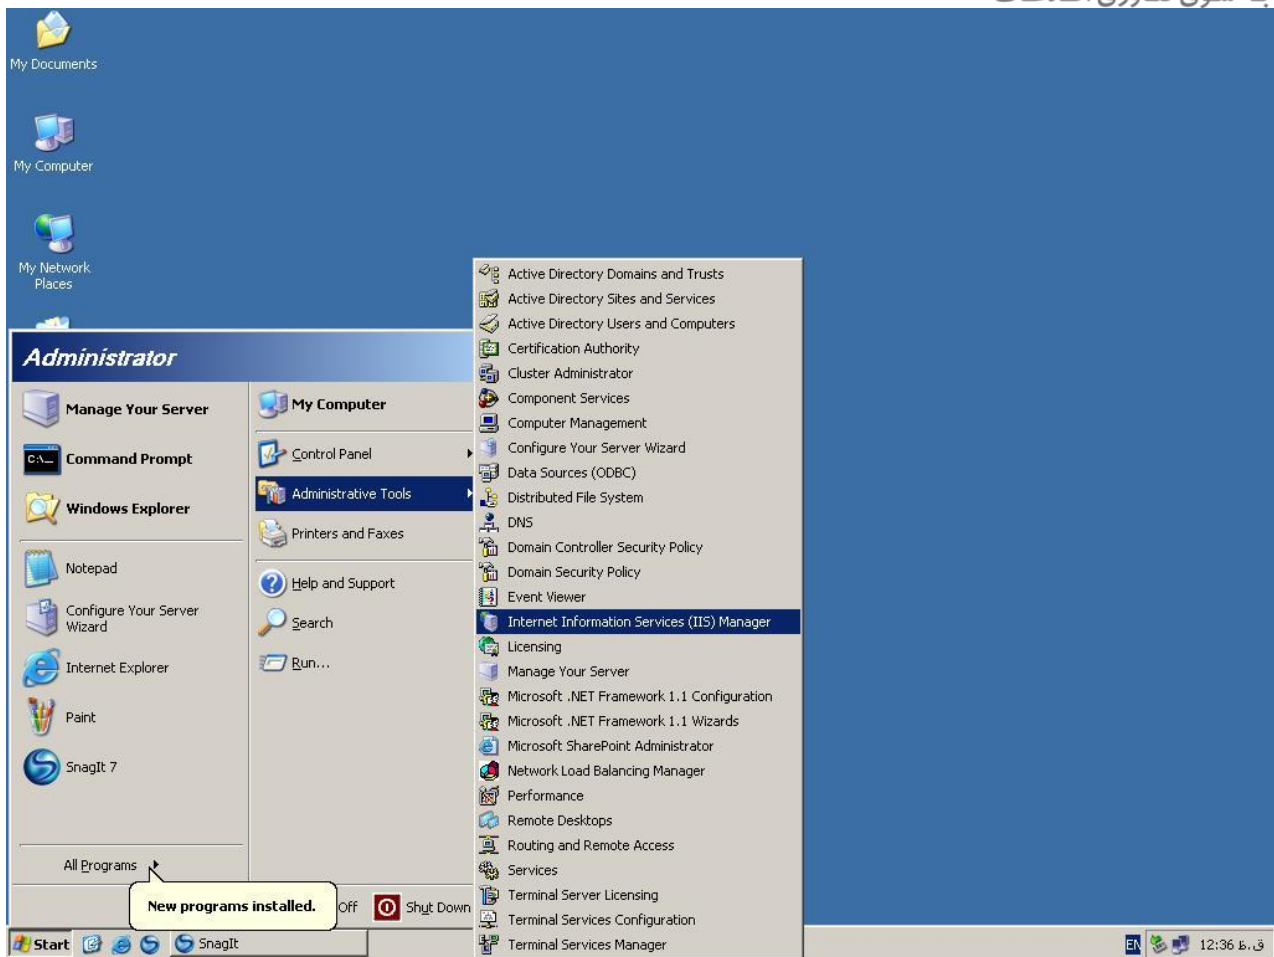 My Documents
My Computer
My Network
Places
Administrator
Manage Your Server
Command Prompt
Windows Explorer
Notepad
Configure Your Server
Wizard
Internet Explorer
Paint
SnagIt 7
All Programs
New programs installed.
My Computer
Control Panel
Administrative Tools
Printers and Faxes
Help and Support
Search
Run...
Off
Shut Down
Active Directory Domains and Trusts
Active Directory Sites and Services
Active Directory Users and Computers
Certification Authority
Cluster Administrator
Component Services
Computer Management
Configure Your Server Wizard
Data Sources (ODBC)
Distributed File System
DNS
Domain Controller Security Policy
Domain Security Policy
Event Viewer
Internet Information Services (IIS) Manager
Licensing
Manage Your Server
Microsoft .NET Framework 1.1 Configuration
Microsoft .NET Framework 1.1 Wizards
Microsoft SharePoint Administrator
Network Load Balancing Manager
Performance
Remote Desktops
Routing and Remote Access
Services
Terminal Server Licensing
Terminal Services Configuration
Terminal Services Manager
Start
SnagIt
EN
12:36 ق.ظ